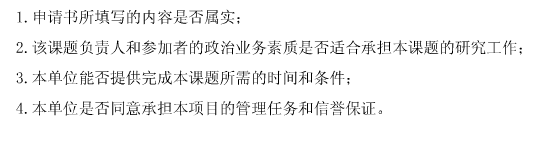 1.申请书所填写的内容是否属实；
2.该课题负责人和参加者的政治业务素质是否适合承担本课题的研究工作；
3.本单位能否提供完成本课题所需的时间和条件；
4.本单位是否同意承担本项目的管理任务和信誉保证。